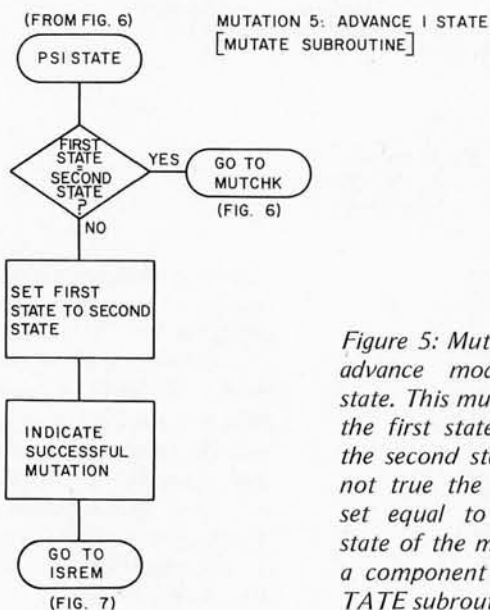 (FROM FIG. 6)
MUTATION 5: ADVANCE I STATE
[MUTATE SUBROUTINE]
PSI STATE
FIRST
STATE
=
SECOND
STATE
?
YES
GO TO
MUTCHK
(FIG. 6)
NO
SET FIRST
STATE TO SECOND
STATE
INDICATE
SUCCESSFUL
MUTATION
GO TO
ISREM
(FIG. 7)
Figure 5: Mut
advance mod
state. This mu
the first state
the second st
not true the
set equal to
state of the m
a component
TATE subrout